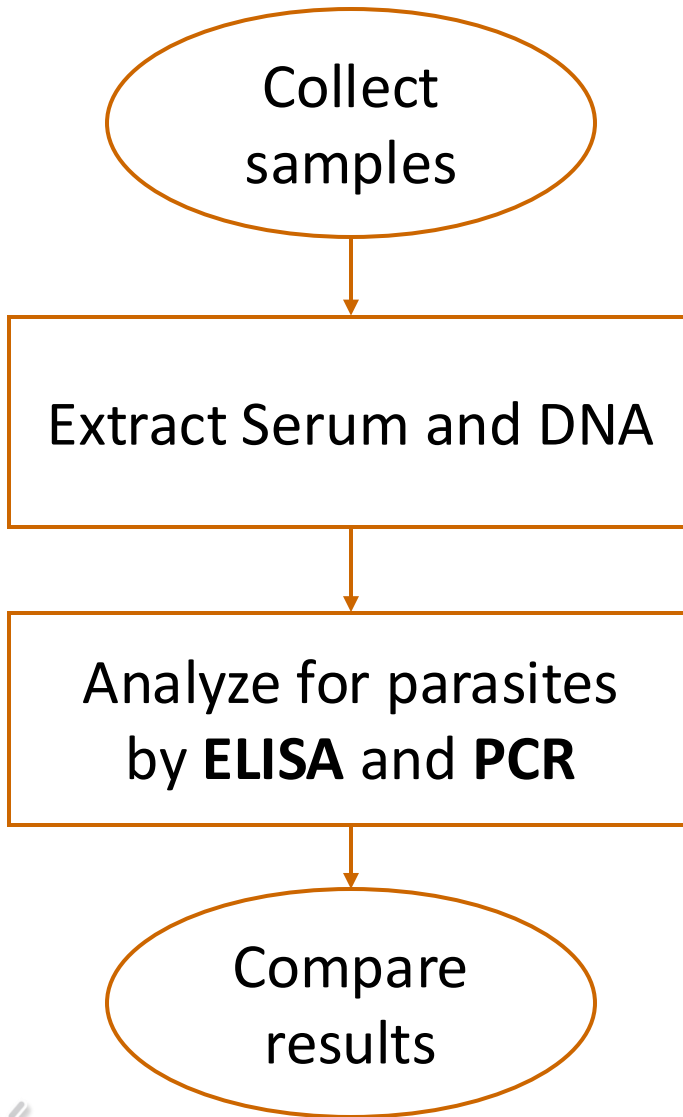 Collect
samples
Extract Serum and DNA
Analyze for parasites
by ELISA and PCR
Compare
results